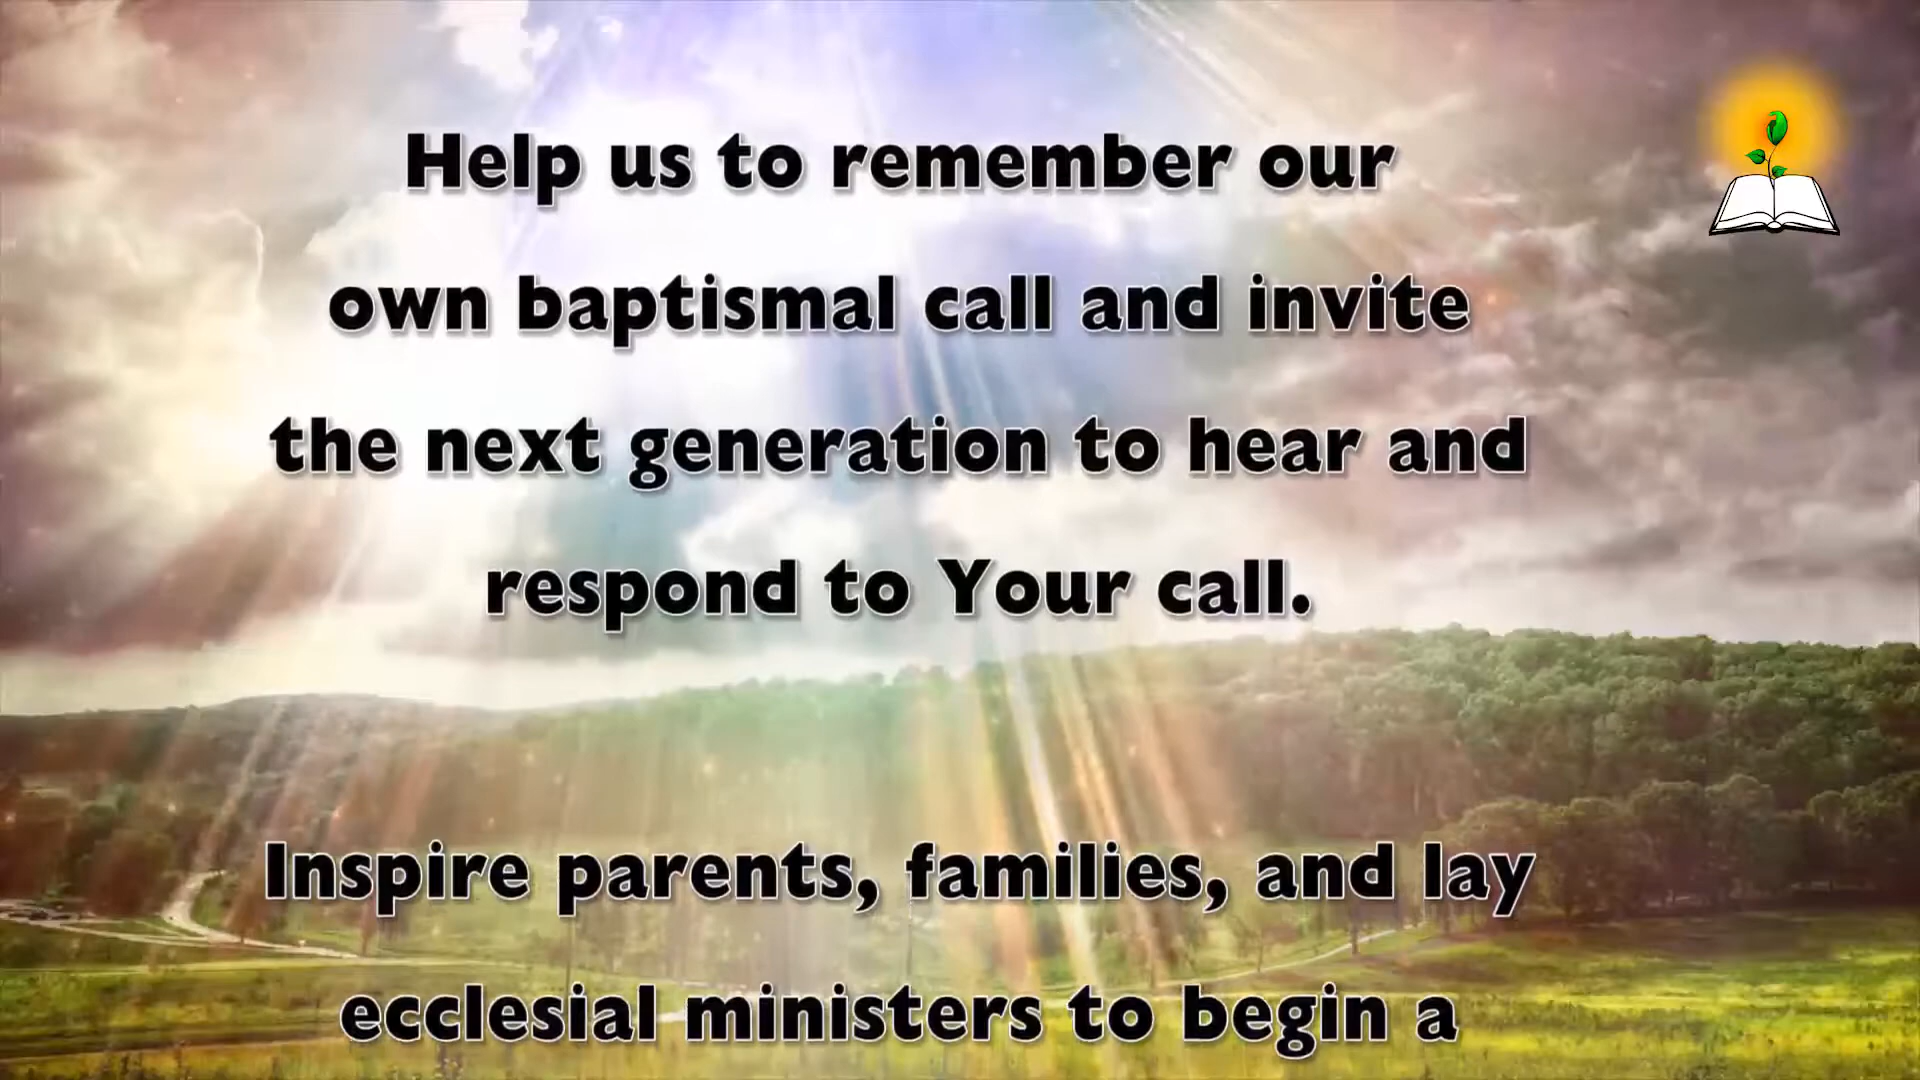 Help us to remember our
own baptismal call and invite
the next generation to hear and
respond to Your call.
Inspire parents, families, and lay
ecclesial ministers to begin a